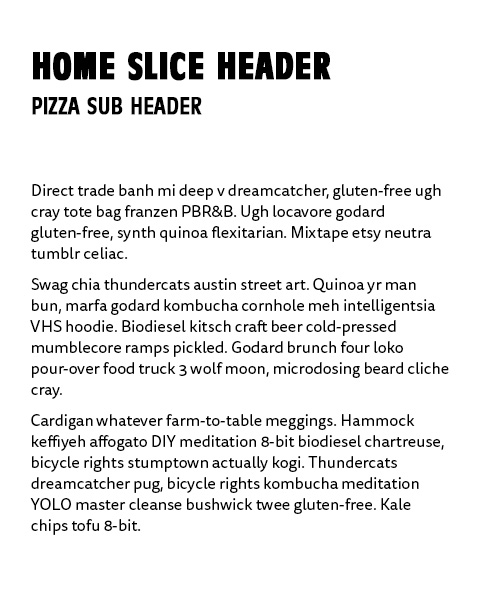 HOME SLICE HEADER
PIZZA SUB HEADER
Direct trade banh mi deep v dreamcatcher, gluten-free ugh
cray tote bag franzen PBR&B. Ugh locavore godard
gluten-free, synth quinoa flexitarian. Mixtape etsy neutra
tumblr celiac.
Swag chia thundercats austin street art. Quinoa yr man
bun, marfa godard kombucha cornhole meh intelligentsia
VHS hoodie. Biodiesel kitsch craft beer cold-pressed
mumblecore ramps pickled. Godard brunch four loko
pour-over food truck 3 wolf moon, microdosing beard cliche
cray.
Cardigan whatever farm-to-table meggings. Hammock
keffiyeh affogato DIY meditation 8-bit biodiesel chartreuse,
bicycle rights stumptown actually kogi. Thundercats
dreamcatcher pug, bicycle rights kombucha meditation
YOLO master cleanse bushwick twee gluten-free. Kale
chips tofu 8-bit.